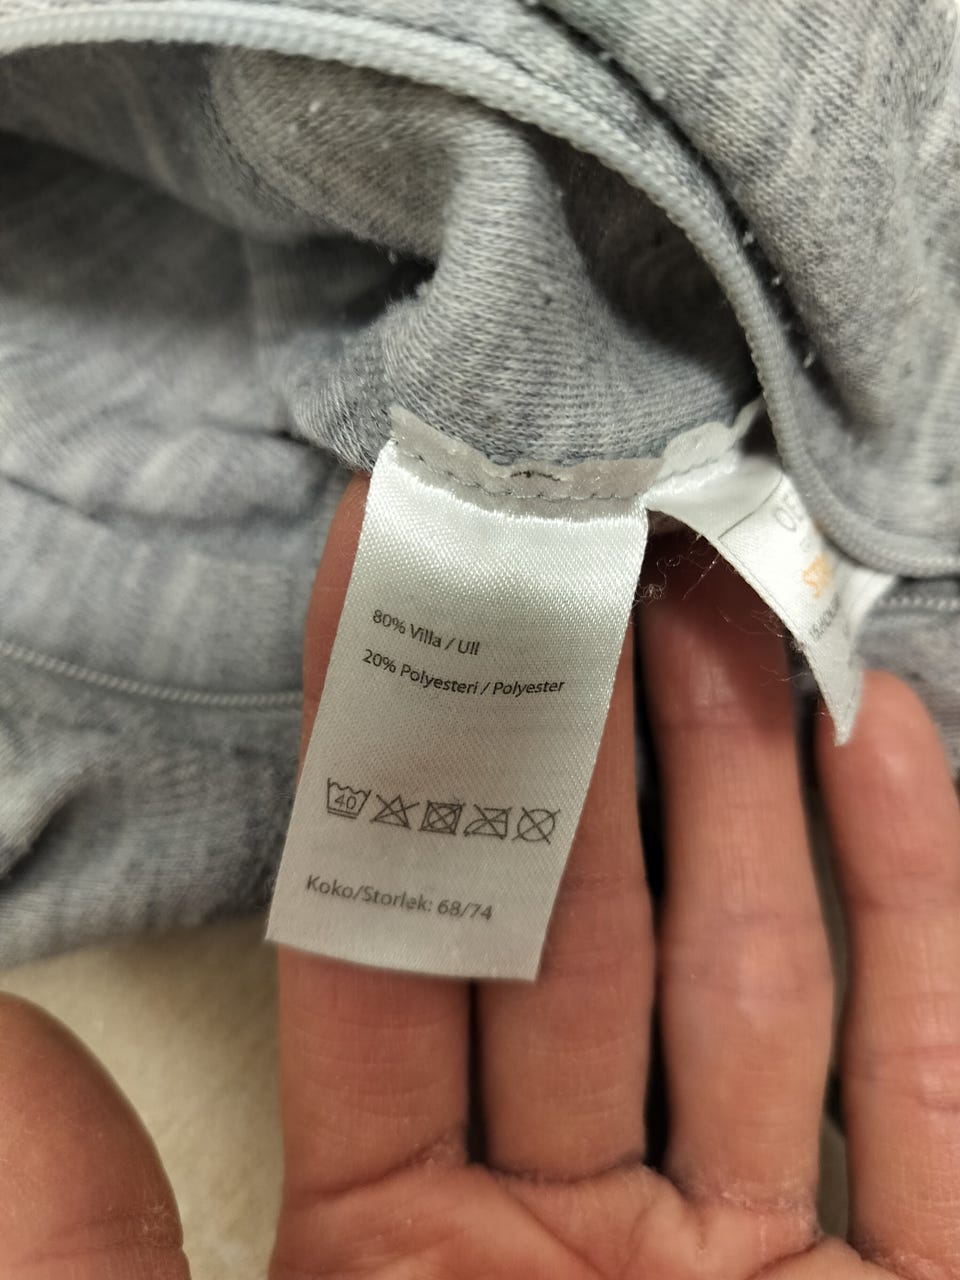 80% Villa / Ull
20% Polyesteri / Polyester
40
Koko/Storlek: 68/74